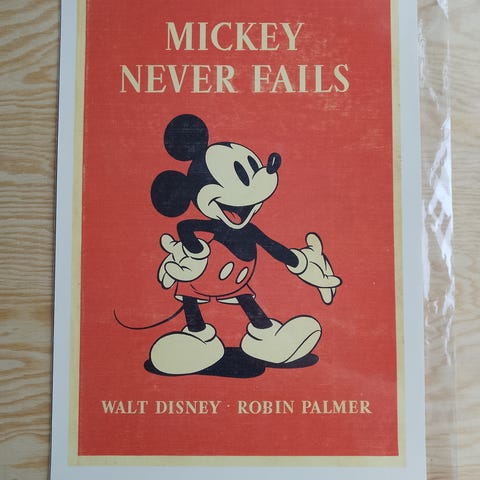 MICKEY
NEVER FAILS
WALT DISNEY · ROBIN PALMER